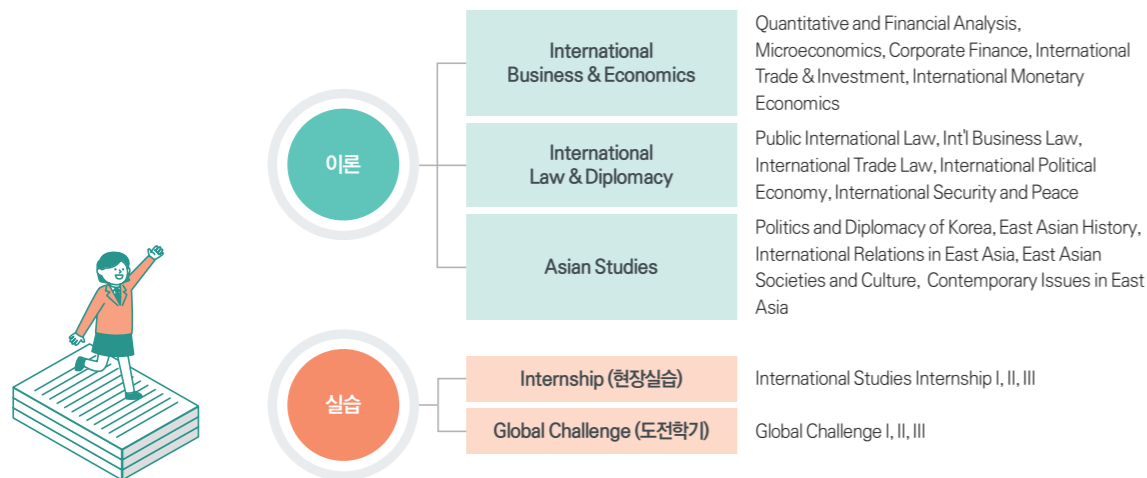 이론
International
Business & Economics
Quantitative and Financial Analysis,
Microeconomics, Corporate Finance, International
Trade & Investment, International Monetary
Economics
International
Law & Diplomacy
Public International Law, Int'l Business Law,
International Trade Law, International Political
Economy, International Security and Peace
Asian Studies
Politics and Diplomacy of Korea, East Asian History,
International Relations in East Asia, East Asian
Societies and Culture, Contemporary Issues in East
Asia
실습
Internship (현장실습)
International Studies Internship I, II, III
Global Challenge (도전학기)
Global Challenge I, II, III